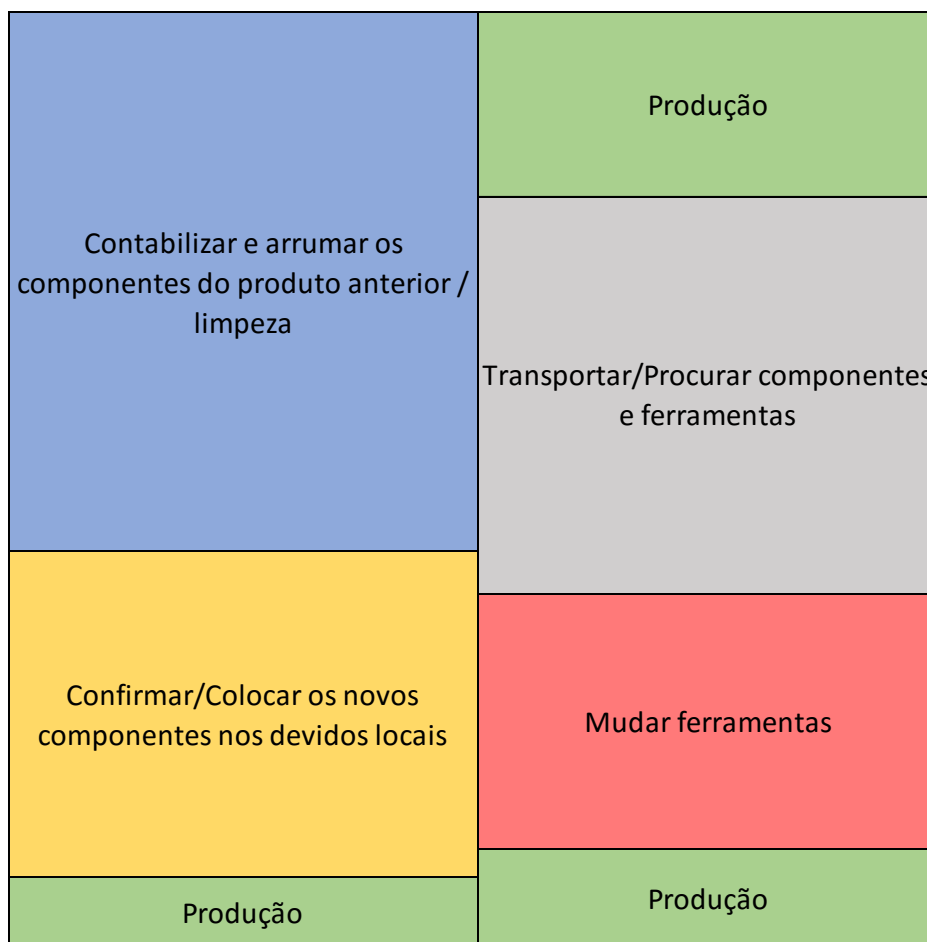 Contabilizar e arrumar os
componentes do produto anterior /
limpeza
Confirmar/Colocar os novos
componentes nos devidos locais
Produção
Produção
Transportar/Procurar componentes
e ferramentas
Mudar ferramentas
Produção